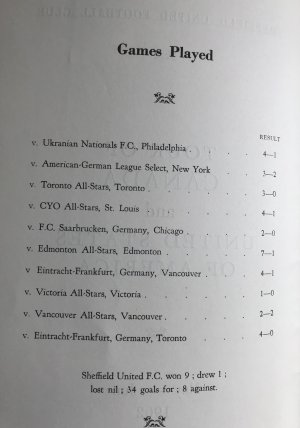 Games Played
RESULT
v. Ukranian Nationals F.C., Philadelphia . . . . 4—1
v. American-German League Select, New York . . . 3—2
v. Toronto All-Stars, Toronto . . . . . 3—0
v. CYO All-Stars, St. Louis . . . . . 4—1
v. F.C. Saarbrucken, Germany, Chicago . . . . 2—0
v. Edmonton All-Stars, Edmonton . . . . 7—1
v Eintracht-Frankfurt, Germany, Vancouver . . . 4—1
v. Victoria All-Stars, Victoria . . . . . 1—0
v. Vancouver All-Stars, Vancouver . . . . . 2—2
v. Eintracht-Frankfurt, Germany, Toronto . . . 4—0
Sheffield United F.C. won 9 ; drew 1 ;
lost nil ; 34 goals for ; 8 against.